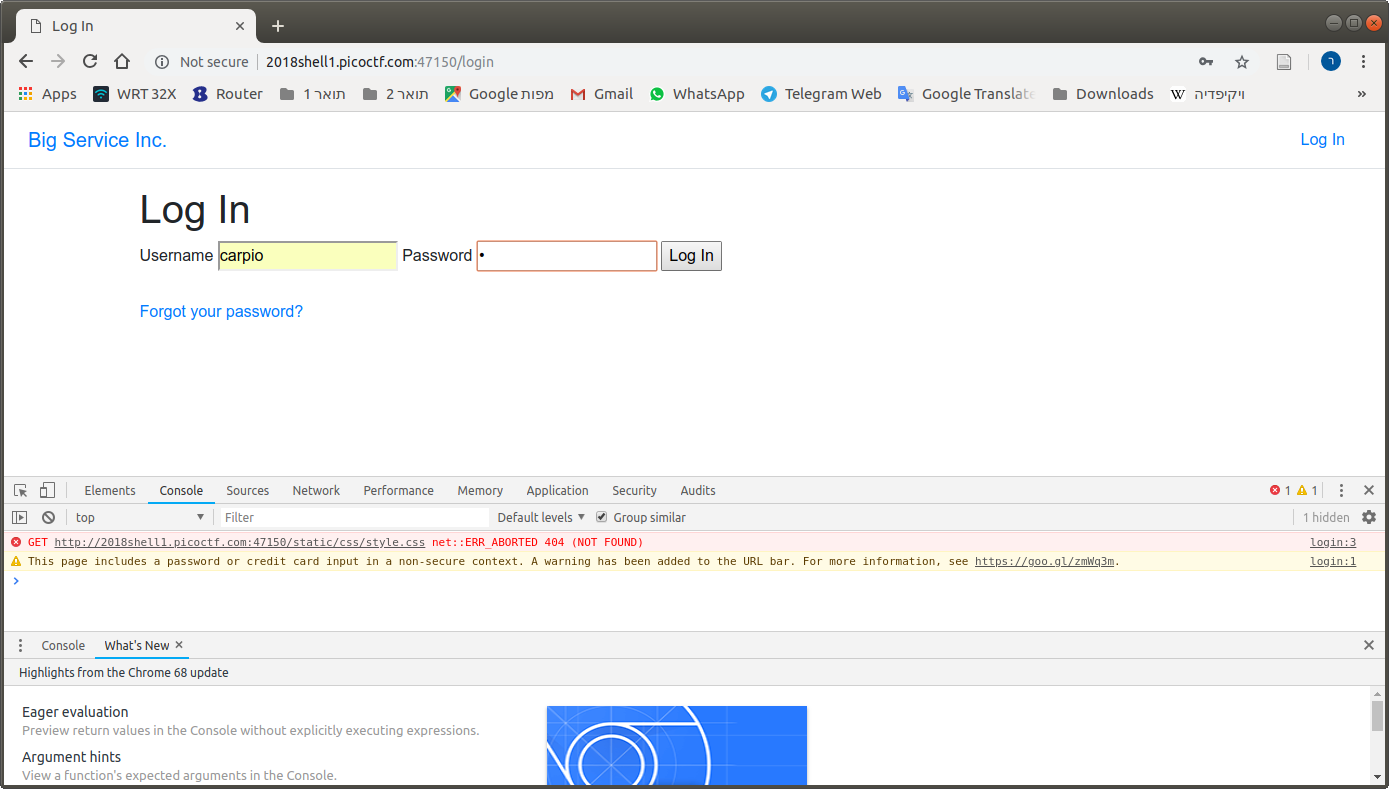 Log In
Not secure 2018shell1.picoctf.com:47150/login ר
Apps WRT 32X Router תואר 1 תואר 2 Google מפות Gmail WhatsApp Telegram Web Google Translate Downloads W ויקיפדיה »
Big Service Inc. Log In
Log In
Username carpio Password • Log In
Forgot your password?
Elements Console Sources Network Performance Memory Application Security Audits 1 1
top Filter Default levels Group similar 1 hidden
GET http://2018shell1.picoctf.com:47150/static/css/style.css net::ERR_ABORTED 404 (NOT FOUND) login:3
This page includes a password or credit card input in a non-secure context. A warning has been added to the URL bar. For more information, see https://goo.gl/zmWq3m. login:1
Console What's New
Highlights from the Chrome 68 update
Eager evaluation
Preview return values in the Console without explicitly executing expressions.
Argument hints
View a function's expected arguments in the Console.